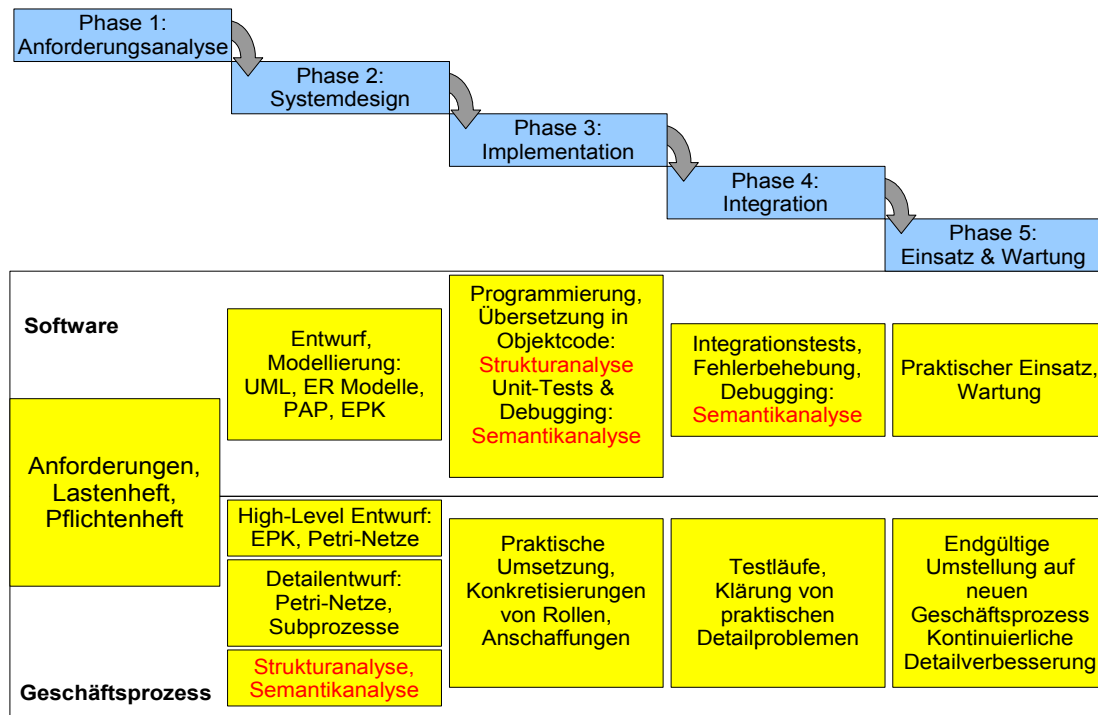 Phase 1:
Anforderungsanalyse
Phase 2:
Systemdesign
Phase 3:
Implementation
Phase 4:
Integration
Phase 5:
Einsatz & Wartung
Software
Entwurf,
Modellierung:
UML, ER Modelle,
PAP, EPK
Programmierung,
Übersetzung in
Objektcode:
Strukturanalyse
Unit-Tests &
Debugging:
Semantikanalyse
Integrationstests,
Fehlerbehebung,
Debugging:
Semantikanalyse
Praktischer Einsatz,
Wartung
Anforderungen,
Lastenheft,
Pflichtenheft
High-Level Entwurf:
EPK, Petri-Netze
Detailentwurf:
Petri-Netze,
Subprozesse
Strukturanalyse,
Semantikanalyse
Praktische
Umsetzung,
Konkretisierungen
von Rollen,
Anschaffungen
Testläufe,
Klärung von
praktischen
Detailproblemen
Endgültige
Umstellung auf
neuen
Geschäftsprozess
Kontinuierliche
Detailverbesserung
Geschäftsprozess